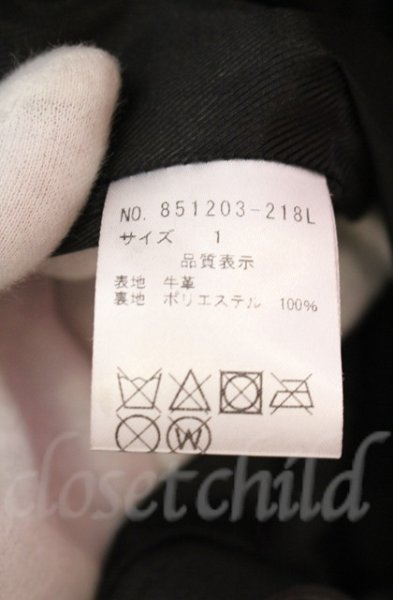 NO. 851203-218L
サイズ 1
品質表示
表地 牛革
裏地 ポリエステル 100%
W
closetchild